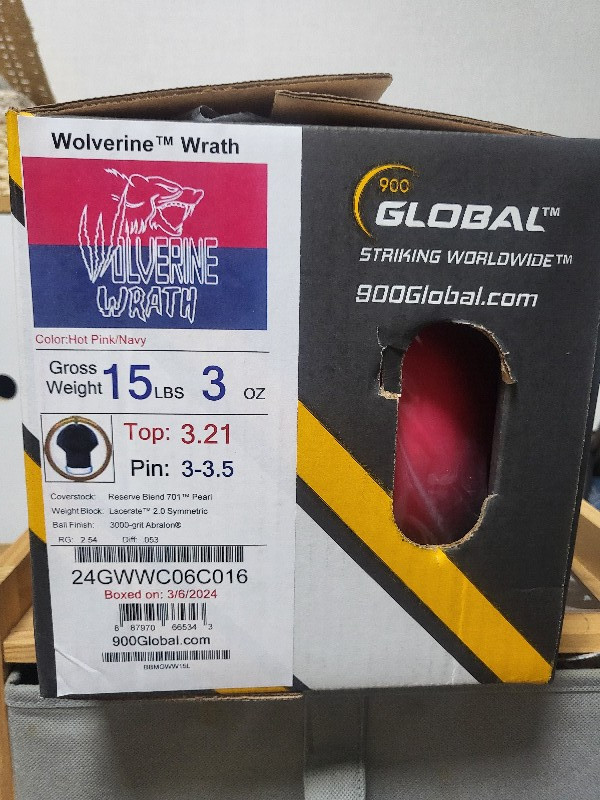 Wolverine™ Wrath
WOLVERINE
WRATH
Color:Hot Pink/Navy
Gross Weight 15 LBS 3 OZ
Top: 3.21
Pin: 3-3.5
Coverstock: Reserve Blend 701™ Pearl
Weight Block: Lacerate™ 2.0 Symmetric
Ball Finish: 3000-grit Abralon®
RG: 2.54 Diff: .053
24GWWC06C016
Boxed on: 3/6/2024
8 87970 66534 3
900Global.com
BBMGWW15L
900
GLOBAL™
STRIKING WORLDWIDE™
900Global.com